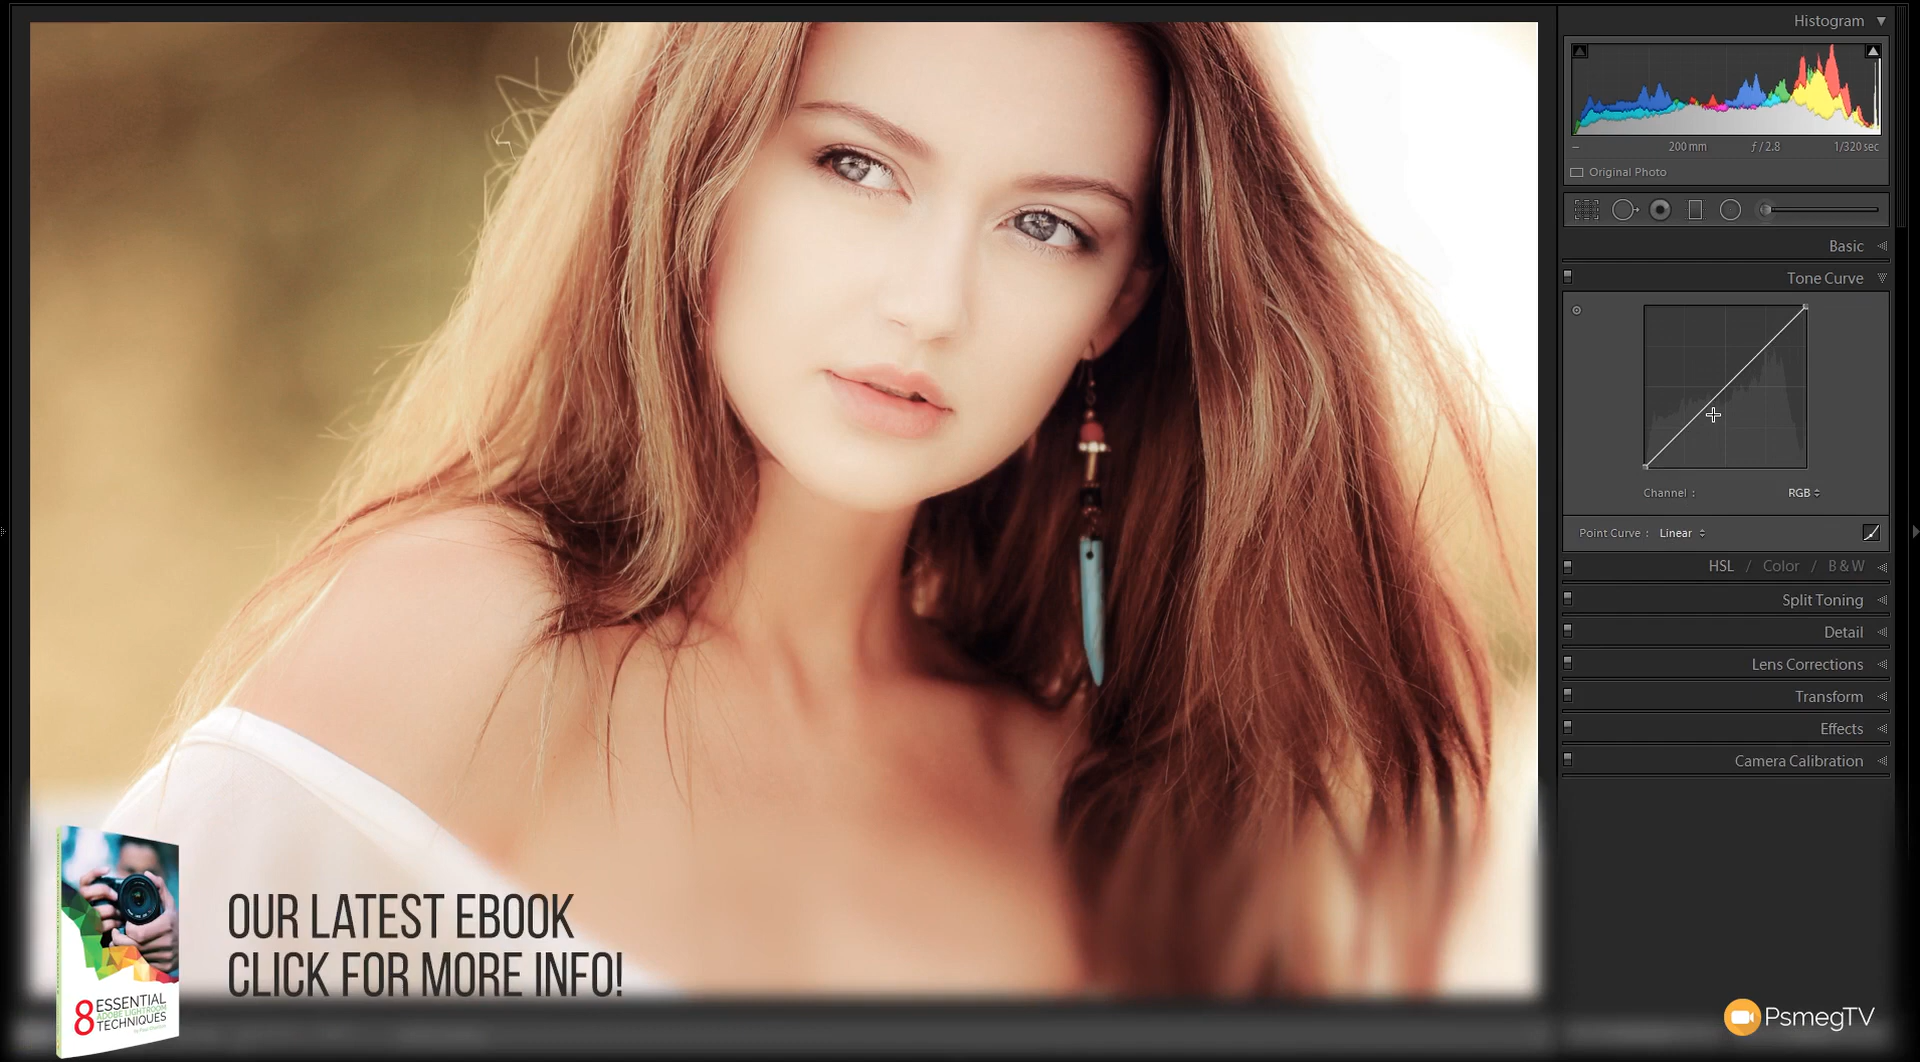 Histogram
200 mm
ƒ / 2.8
1/320 sec
Original Photo
Basic
Tone Curve
Channel :
RGB
Point Curve :
Linear
HSL / Color / B & W
Split Toning
Detail
Lens Corrections
Transform
Effects
Camera Calibration
OUR LATEST EBOOK
CLICK FOR MORE INFO!
8 ESSENTIAL
ADOBE LIGHTROOM
TECHNIQUES
PsmegTV